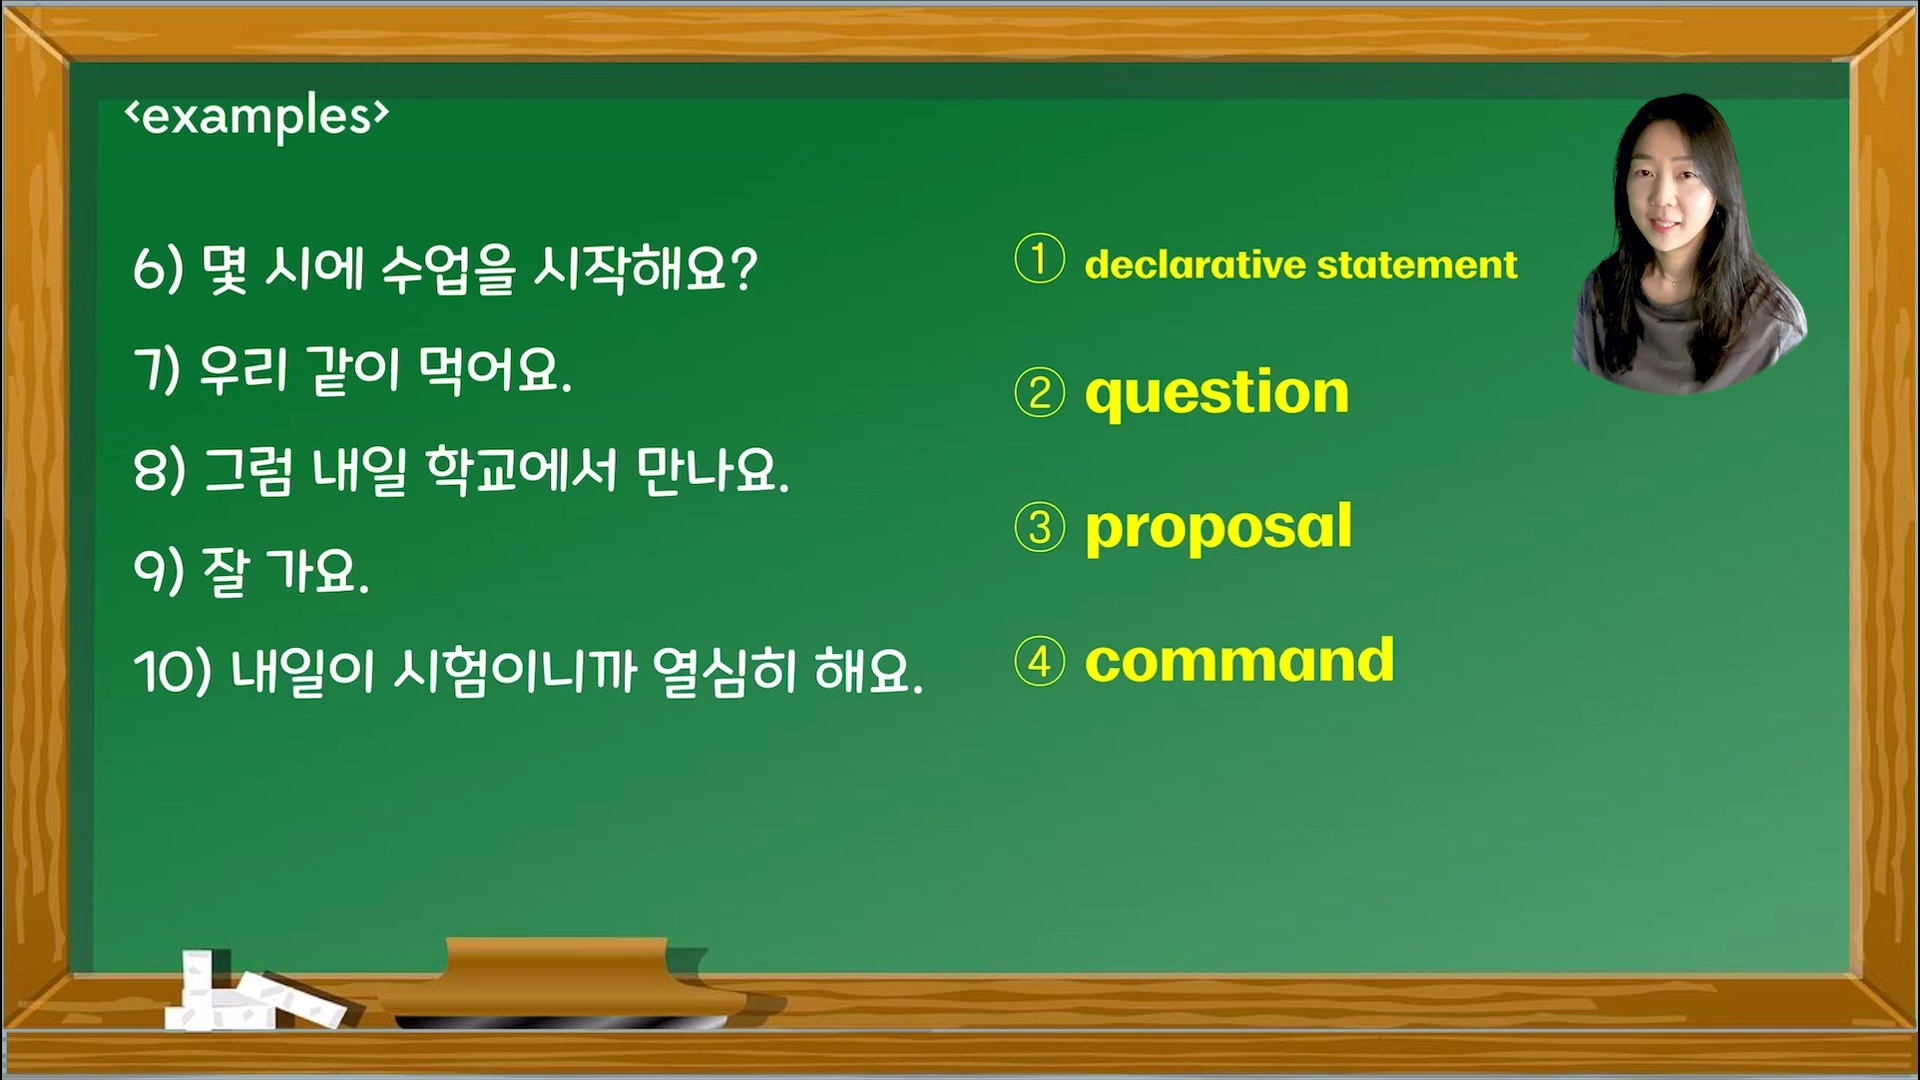 <examples>
6) 몇 시에 수업을 시작해요?
7) 우리 같이 먹어요.
8) 그럼 내일 학교에서 만나요.
9) 잘 가요.
10) 내일이 시험이니까 열심히 해요.
① declarative statement
② question
③ proposal
④ command